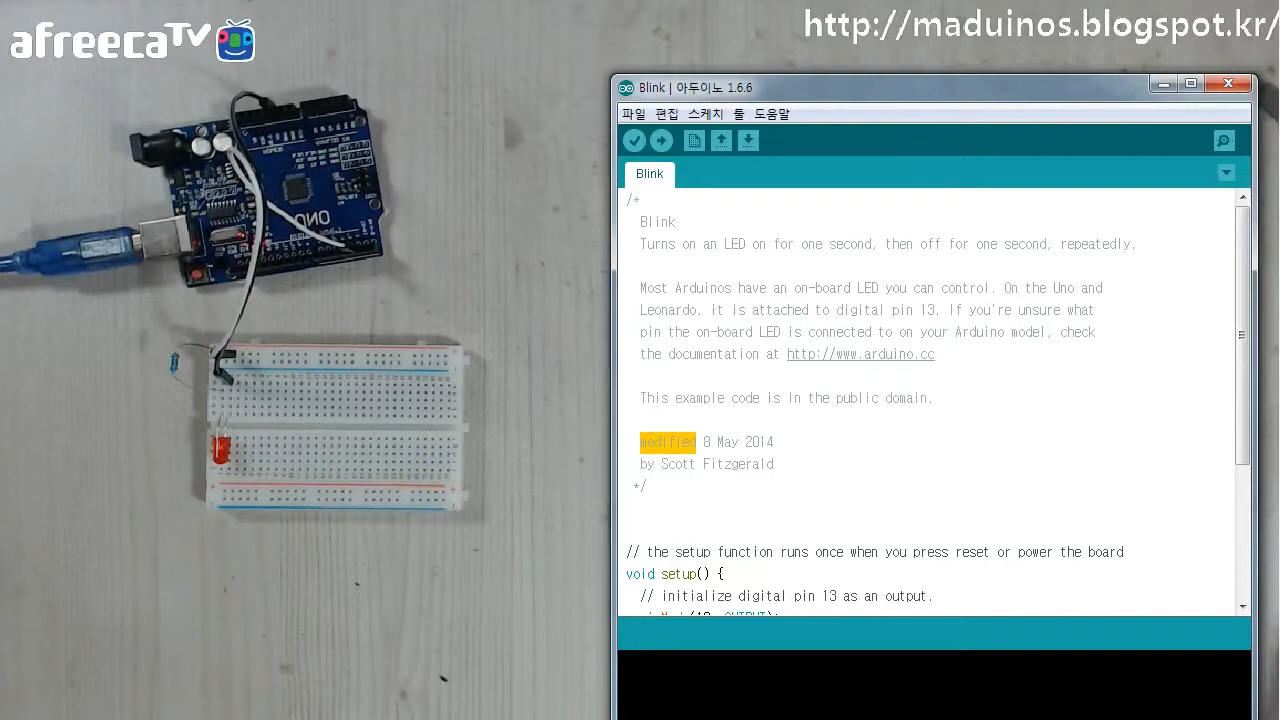 afreecaTV
http://maduinos.blogspot.kr/
Blink | 아두이노 1.6.6
파일 편집 스케치 툴 도움말
Blink
/*
Blink
Turns on an LED on for one second, then off for one second, repeatedly.
Most Arduinos have an on-board LED you can control. On the Uno and
Leonardo, it is attached to digital pin 13. If you're unsure what
pin the on-board LED is connected to on your Arduino model, check
the documentation at http://www.arduino.cc
This example code is in the public domain.
modified 8 May 2014
by Scott Fitzgerald
*/
// the setup function runs once when you press reset or power the board
void setup() {
// initialize digital pin 13 as an output.
UNO